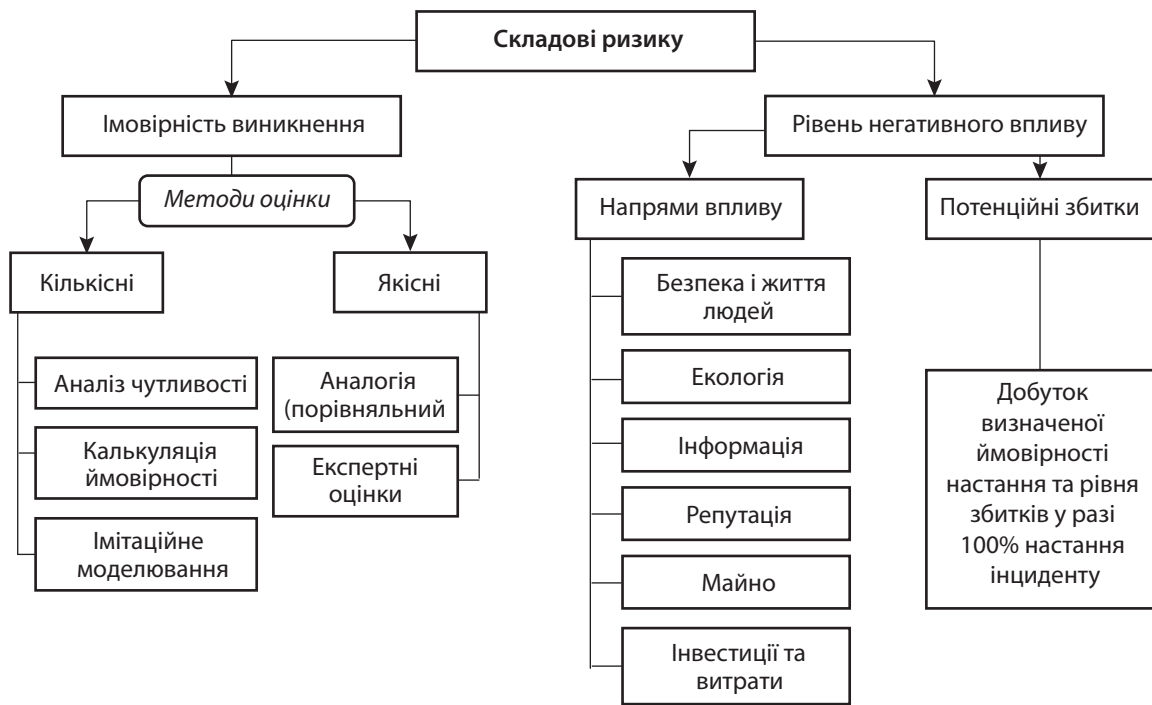 Складові ризику
Імовірність виникнення
Рівень негативного впливу
Методи оцінки
Напрями впливу
Потенційні збитки
Кількісні
Якісні
Аналіз чутливості
Калькуляція
ймовірності
Імітаційне
моделювання
Аналогія
(порівняльний
Експертні
оцінки
Безпека і життя
людей
Екологія
Інформація
Репутація
Майно
Інвестиції та
витрати
Добуток
визначеної
ймовірності
настання та рівня
збитків у разі
100% настання
інциденту